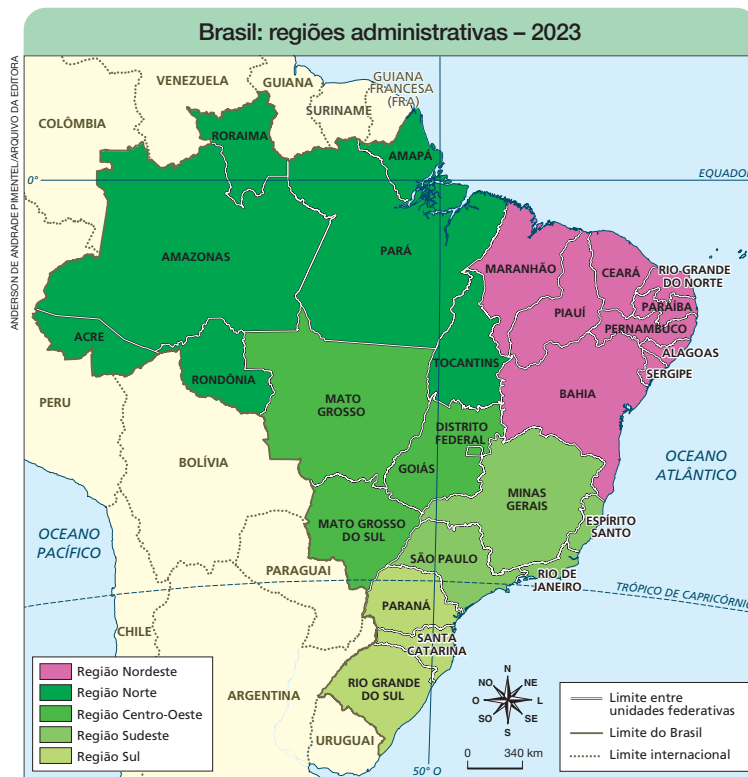 Brasil: regiões administrativas – 2023
ANDERSON DE ANDRADE PIMENTEL/ARQUIVO DA EDITORA
VENEZUELA
GUIANA
GUIANA
FRANCESA
(FRA)
SURINAME
COLÔMBIA
RORAIMA
AMAPÁ
0°
EQUADOR
AMAZONAS
PARÁ
MARANHÃO
CEARÁ
RIO GRANDE
DO NORTE
PARAÍBA
PIAUÍ
PERNAMBUCO
ACRE
ALAGOAS
TOCANTINS
SERGIPE
RONDÔNIA
MATO
GROSSO
BAHIA
PERU
DISTRITO
FEDERAL
BOLÍVIA
GOIÁS
OCEANO
ATLÂNTICO
MINAS
GERAIS
OCEANO
PACÍFICO
MATO GROSSO
DO SUL
ESPÍRITO
SANTO
SÃO PAULO
PARAGUAI
RIO DE
JANEIRO
TRÓPICO DE CAPRICÓRNIO
PARANÁ
CHILE
SANTA
CATARINA
RIO GRANDE
DO SUL
ARGENTINA
URUGUAI
50° O
Região Nordeste
Região Norte
Região Centro-Oeste
Região Sudeste
Região Sul
N
NO
NE
O
L
SO
SE
S
0
340 km
Limite entre
unidades federativas
Limite do Brasil
Limite internacional